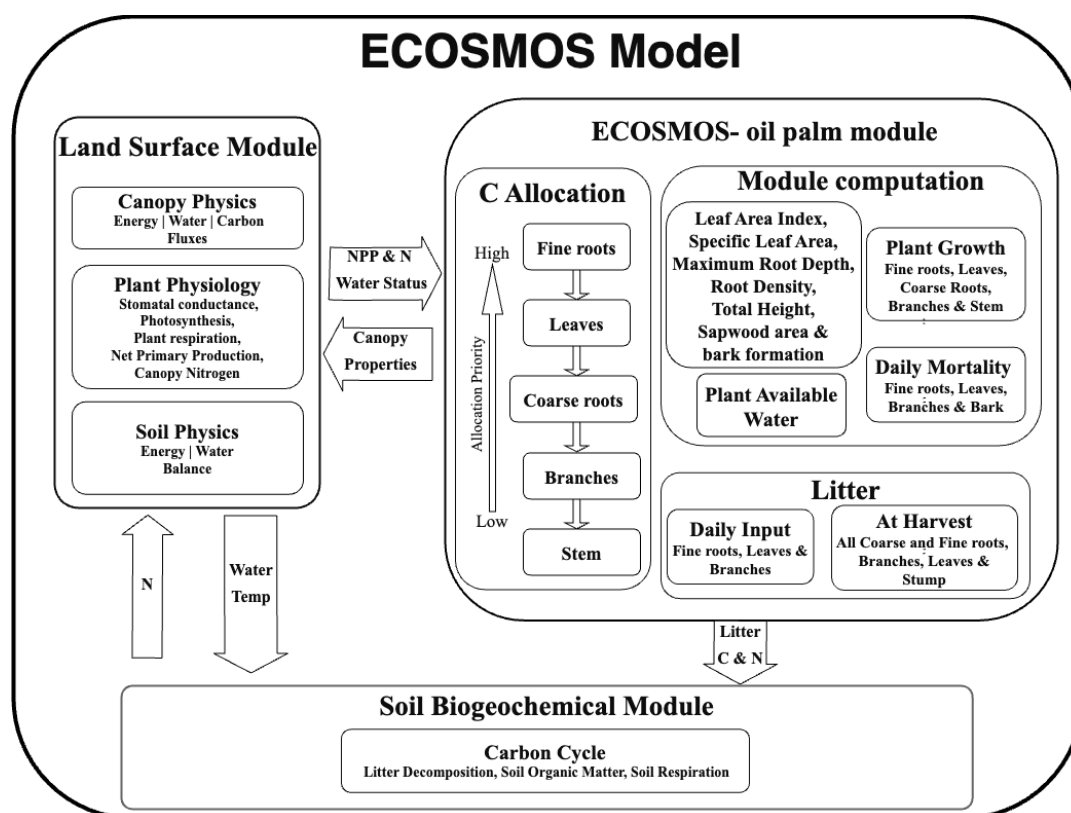 ECOSMOS Model
Land Surface Module
Canopy Physics
Energy | Water | Carbon
Fluxes
Plant Physiology
Stomatal conductance,
Photosynthesis,
Plant respiration,
Net Primary Production,
Canopy Nitrogen
Soil Physics
Energy | Water
Balance
NPP & N
Water Status
Canopy
Properties
ECOSMOS- oil palm module
C Allocation
High
Allocation Priority
Low
Fine roots
Leaves
Coarse roots
Branches
Stem
Module computation
Leaf Area Index,
Specific Leaf Area,
Maximum Root Depth,
Root Density,
Total Height,
Sapwood area &
bark formation
Plant Growth
Fine roots, Leaves,
Coarse Roots,
Branches & Stem
Plant Available
Water
Daily Mortality
Fine roots, Leaves,
Branches & Bark
Litter
Daily Input
Fine roots, Leaves &
Branches
At Harvest
All Coarse and Fine roots,
Branches, Leaves &
Stump
N
Water
Temp
Litter
C & N
Soil Biogeochemical Module
Carbon Cycle
Litter Decomposition, Soil Organic Matter, Soil Respiration